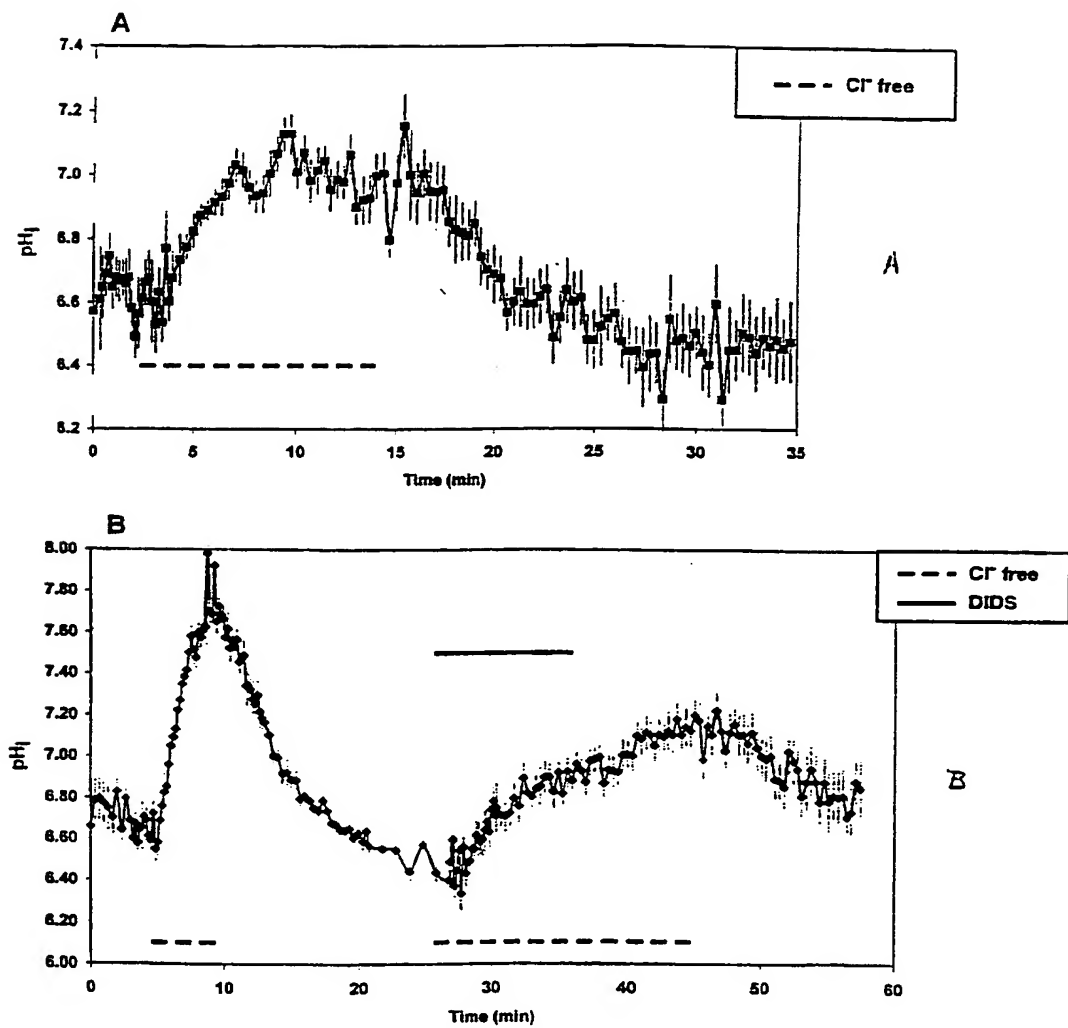 A
7.4
7.2
7.0
6.8
6.6
6.4
6.2
pHi
0 5 10 15 20 25 30 35
Time (min)
Cl⁻ free
A
B
8.00
7.80
7.60
7.40
7.20
7.00
6.80
6.60
6.40
6.20
6.00
pHi
0 10 20 30 40 50 60
Time (min)
Cl⁻ free
DIDS
B